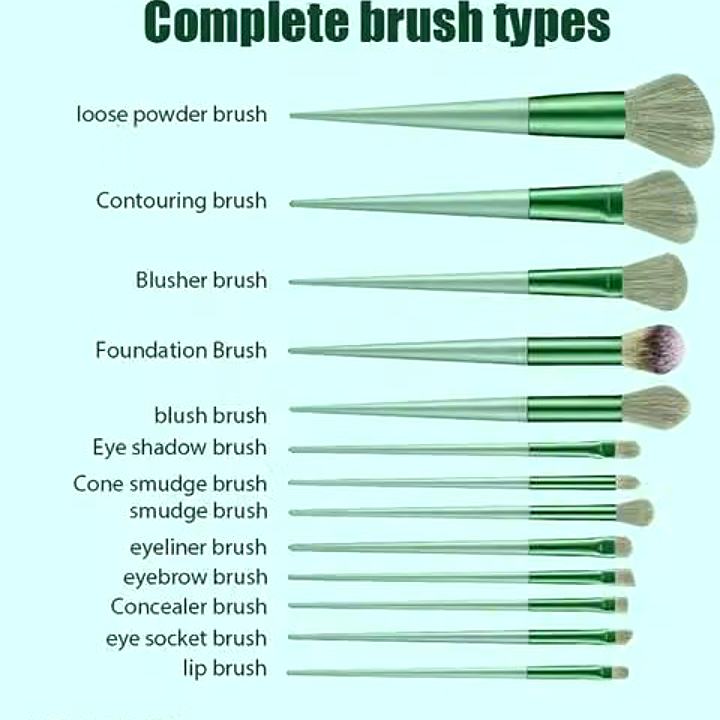 Complete brush types
loose powder brush
Contouring brush
Blusher brush
Foundation Brush
blush brush
Eye shadow brush
Cone smudge brush
smudge brush
eyeliner brush
eyebrow brush
Concealer brush
eye socket brush
lip brush